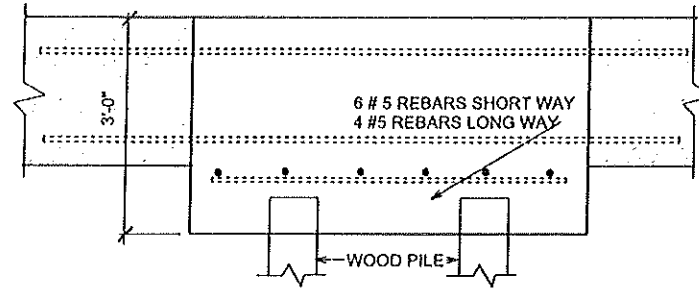 3'-0"
6 # 5 REBARS SHORT WAY
4 #5 REBARS LONG WAY
WOOD PILE